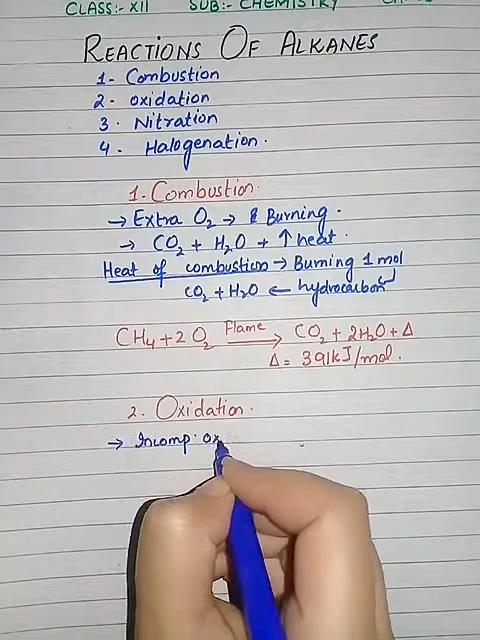 CLASS:- XII SUB:- CHEMISTRY
REACTIONS OF ALKANES
1- Combustion
2- oxidation
3. Nitration
4. Halogenation.
1. Combustion.
→ Extra O₂ → Burning.
→ CO₂ + H₂O + ↑ heat.
Heat of combustion → Burning 1 mol
CO₂ + H₂O ← hydrocarbon
CH₄ + 2 O₂ Flame → CO₂ + 2H₂O + Δ
Δ = 391kJ/mol.
2. Oxidation.
→ Incomp. ox